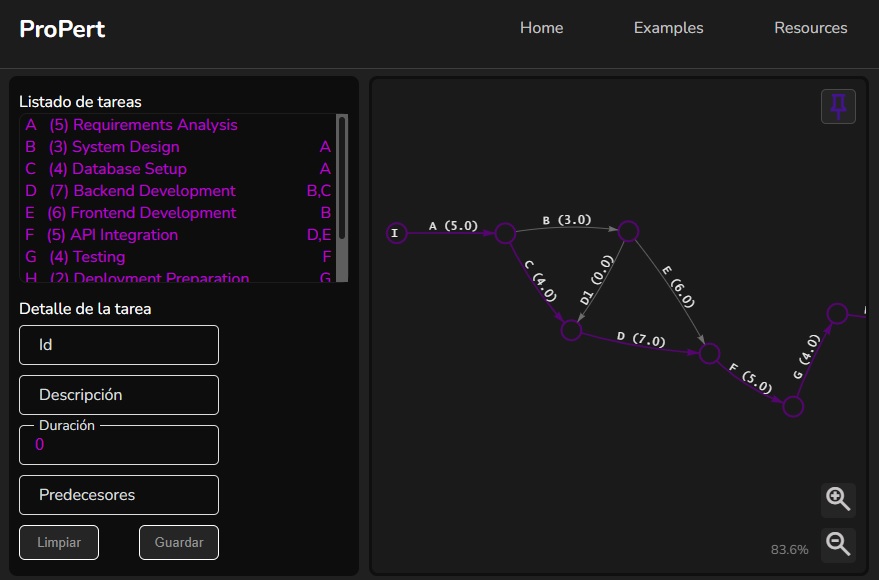 ProPert
Home Examples Resources
Listado de tareas
A (5) Requirements Analysis
B (3) System Design A
C (4) Database Setup A
D (7) Backend Development B,C
E (6) Frontend Development B
F (5) API Integration D,E
G (4) Testing F
H (2) Deployment Preparation G
Detalle de la tarea
Id
Descripción
Duración
0
Predecesores
Limpiar Guardar
I
A (5.0)
B (3.0)
C (4.0)
D1 (0.0)
E (6.0)
D (7.0)
F (5.0)
G (4.0)
83.6%